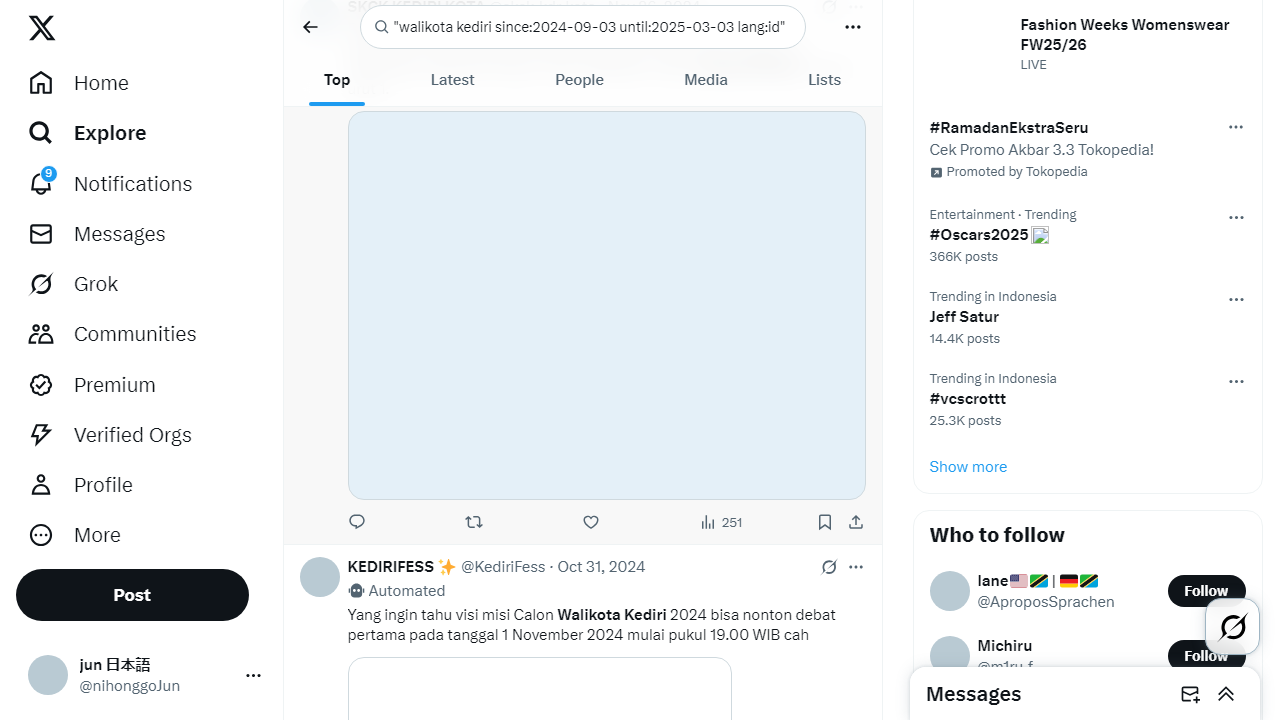 Home
Explore
9
Notifications
Messages
Grok
Communities
Premium
Verified Orgs
Profile
More
Post
jun 日本語
@nihonggoJun
"walikota kediri since:2024-09-03 until:2025-03-03 lang:id"
Top
Latest
People
Media
Lists
251
KEDIRIFESS ✨ @KediriFess · Oct 31, 2024
Automated
Yang ingin tahu visi misi Calon Walikota Kediri 2024 bisa nonton debat
pertama pada tanggal 1 November 2024 mulai pukul 19.00 WIB cah
Fashion Weeks Womenswear
FW25/26
LIVE
#RamadanEkstraSeru
Cek Promo Akbar 3.3 Tokopedia!
Promoted by Tokopedia
Entertainment · Trending
#Oscars2025
366K posts
Trending in Indonesia
Jeff Satur
14.4K posts
Trending in Indonesia
#vcscrottt
25.3K posts
Show more
Who to follow
lane🇺🇸🇹🇿 | 🇩🇪🇹🇿
@AproposSprachen
Follow
Michiru
@m1ru_f
Follow
Messages